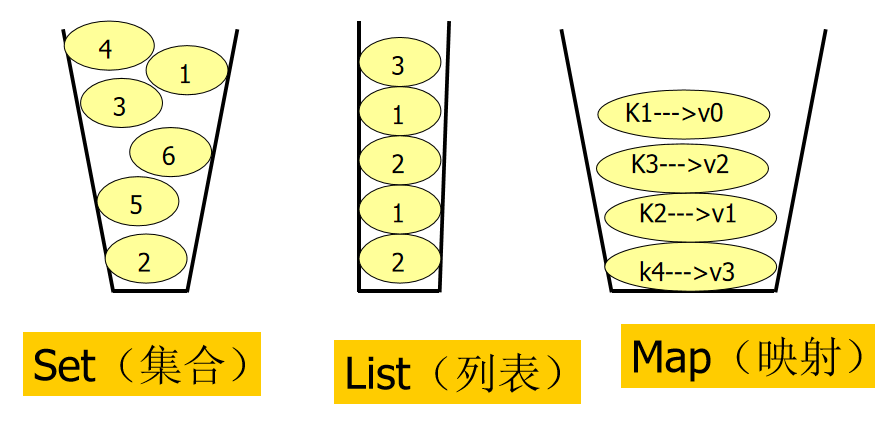 4
1
3
6
5
2
Set（集合）
3
1
2
1
2
List（列表）
K1--->v0
K3--->v2
K2--->v1
k4--->v3
Map（映射）